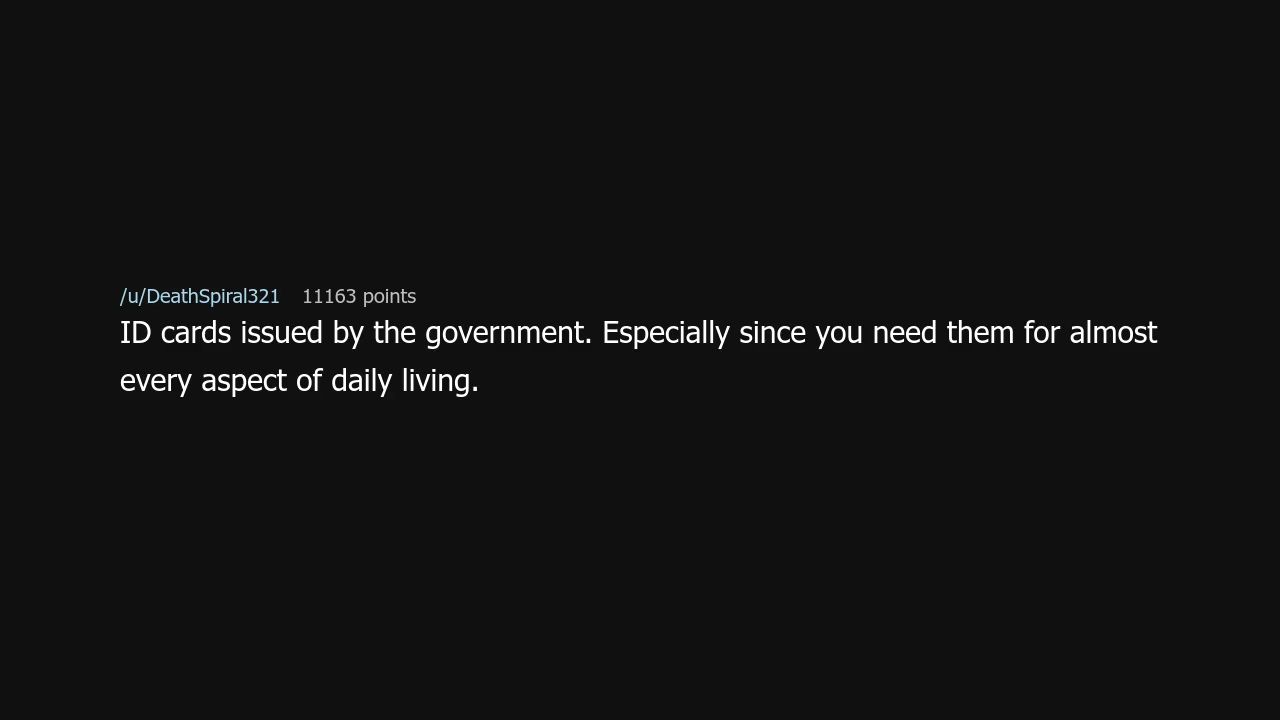 /u/DeathSpiral321 11163 points
ID cards issued by the government. Especially since you need them for almost
every aspect of daily living.